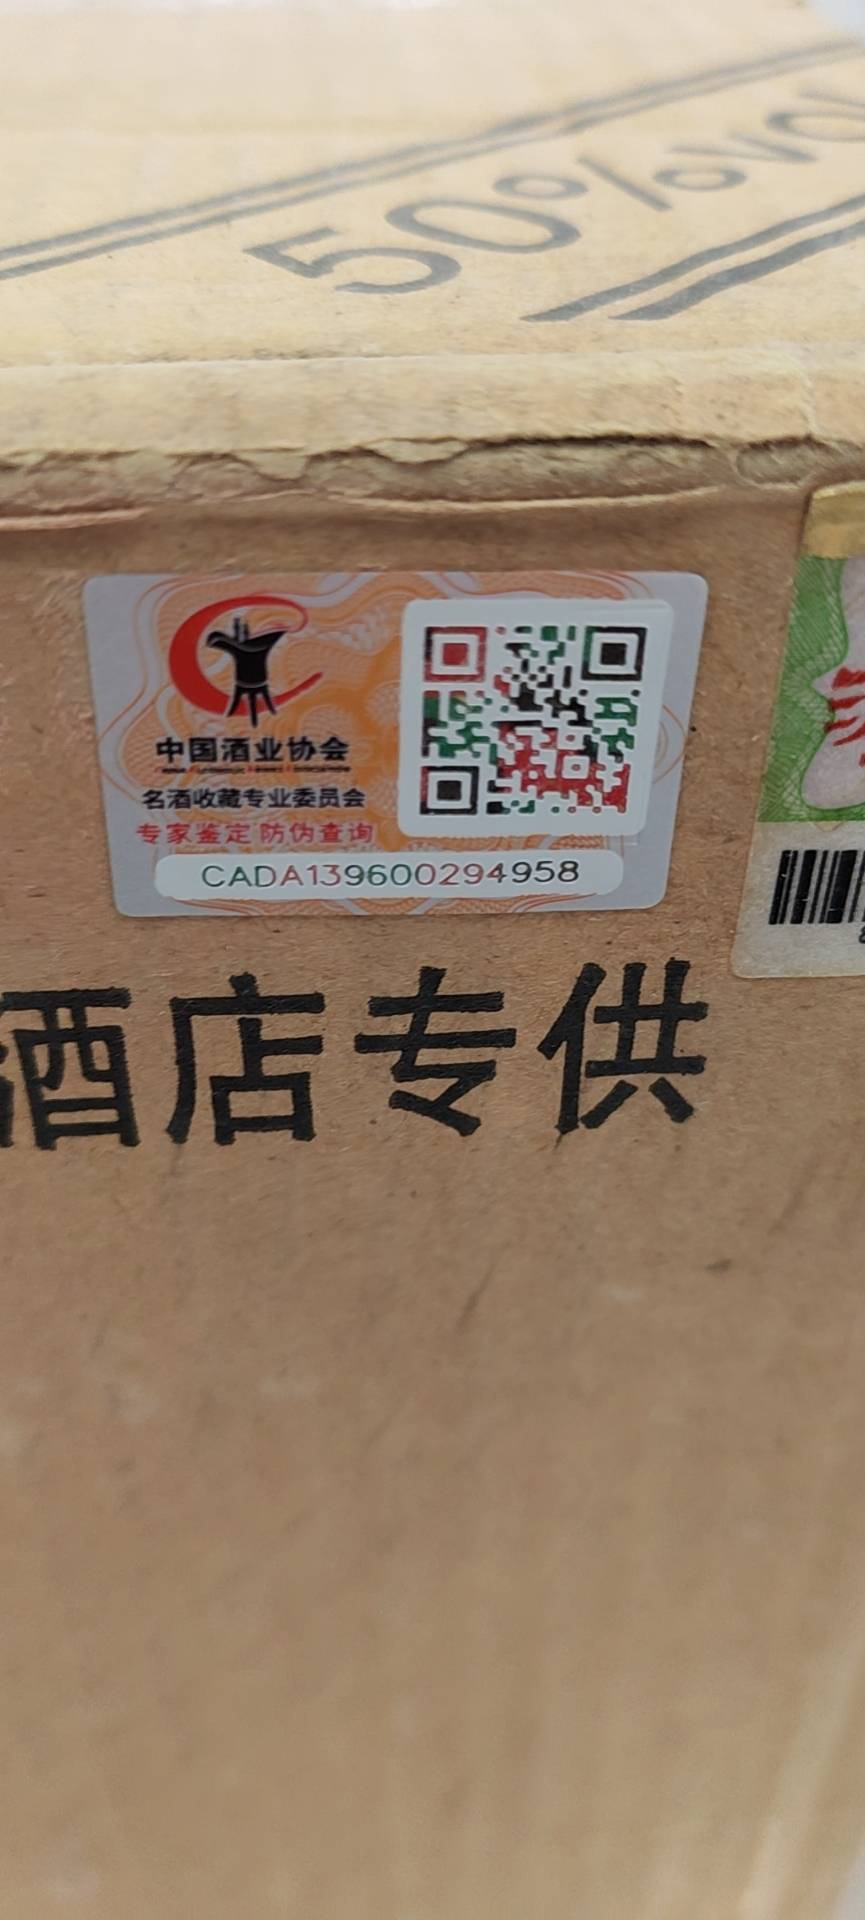 50%vol
中国酒业协会
名酒收藏专业委员会
专家鉴定 防伪查询
CADA139600294958
酒店专供